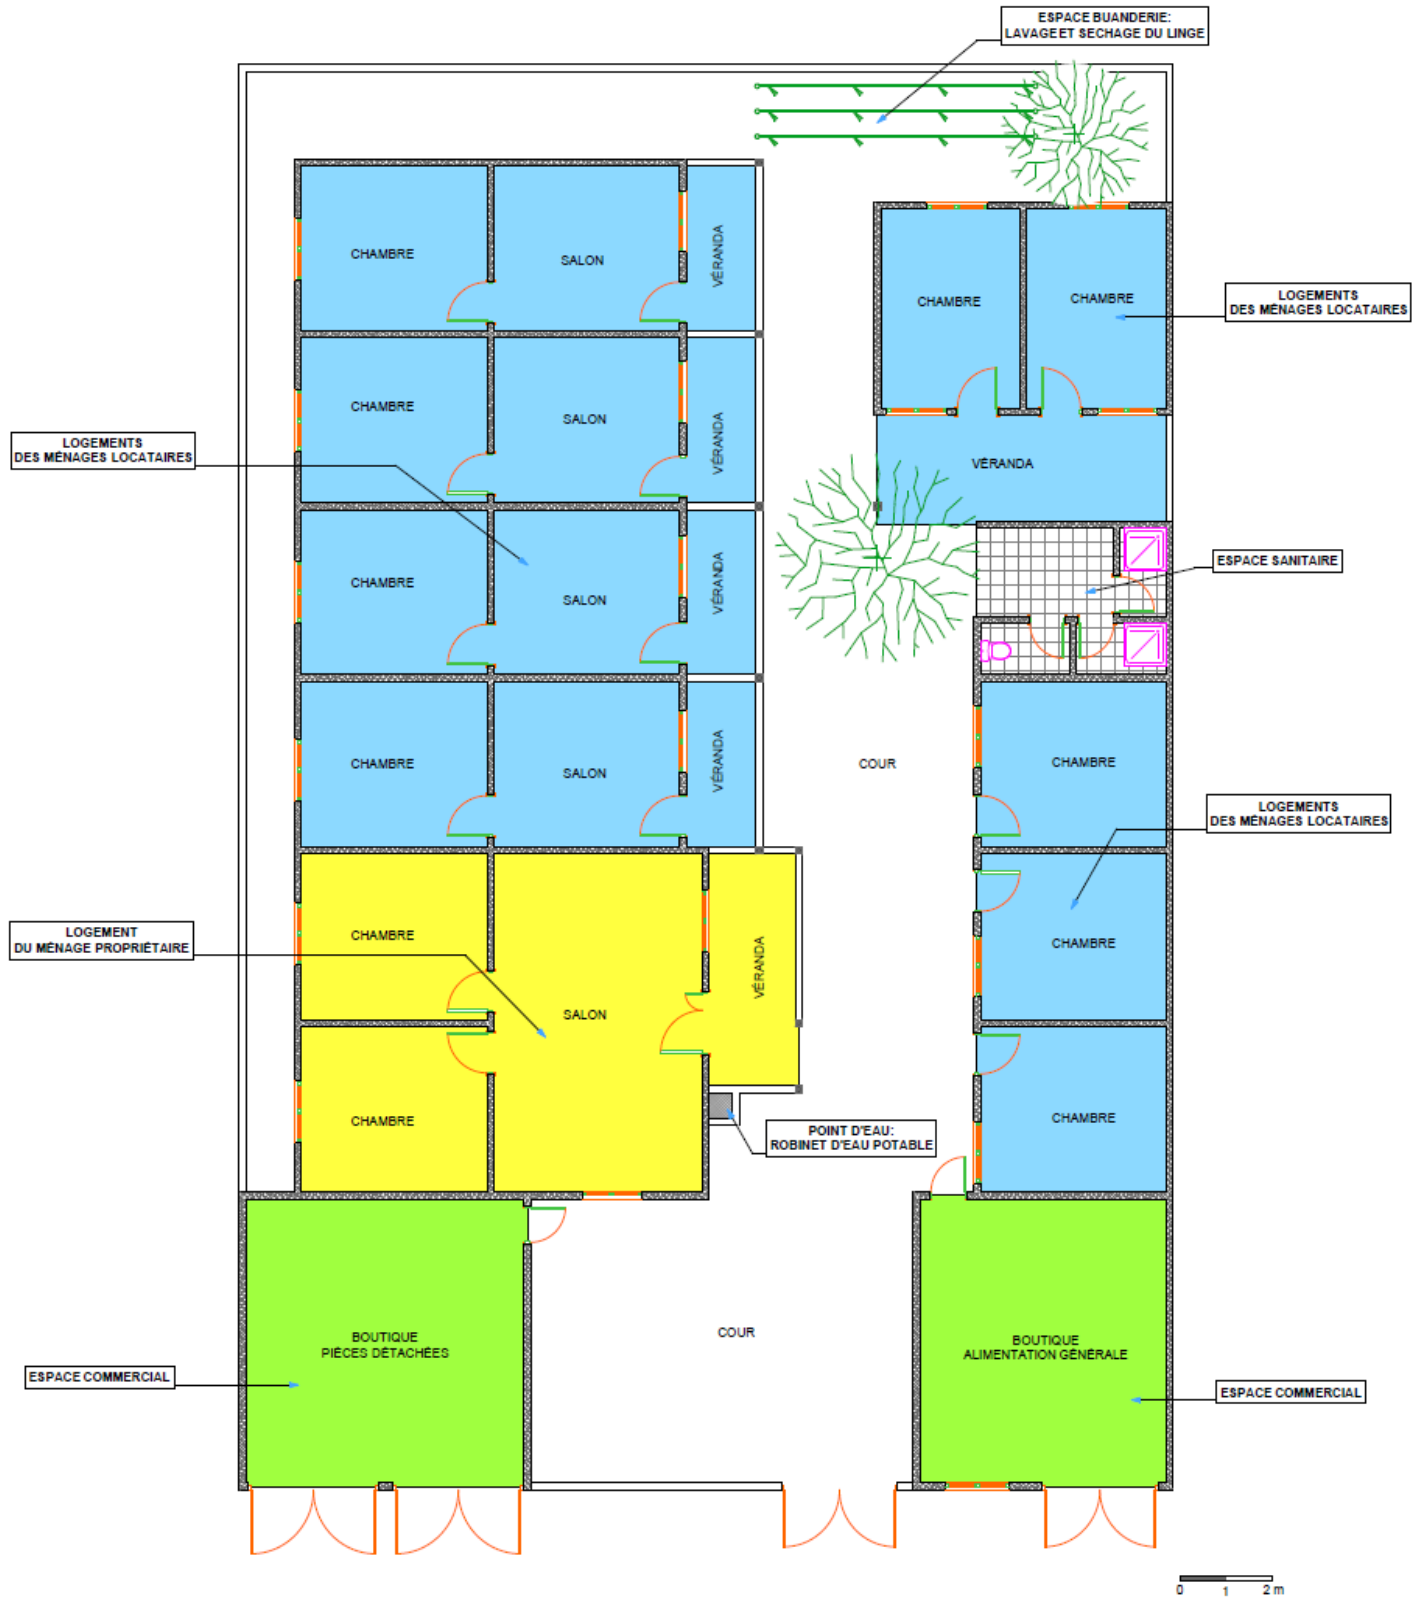 ESPACE BUANDERIE:
LAVAGE ET SECHAGE DU LINGE
CHAMBRE
SALON
VÉRANDA
CHAMBRE
CHAMBRE
LOGEMENTS
DES MÉNAGES LOCATAIRES
CHAMBRE
SALON
VÉRANDA
LOGEMENTS
DES MÉNAGES LOCATAIRES
VÉRANDA
CHAMBRE
SALON
VÉRANDA
ESPACE SANITAIRE
CHAMBRE
SALON
VÉRANDA
COUR
CHAMBRE
LOGEMENTS
DES MÉNAGES LOCATAIRES
LOGEMENT
DU MÉNAGE PROPRIÉTAIRE
CHAMBRE
VÉRANDA
CHAMBRE
SALON
CHAMBRE
POINT D'EAU:
ROBINET D'EAU POTABLE
CHAMBRE
COUR
BOUTIQUE
PIÈCES DÉTACHÉES
BOUTIQUE
ALIMENTATION GÉNÉRALE
ESPACE COMMERCIAL
ESPACE COMMERCIAL
0 1 2 m